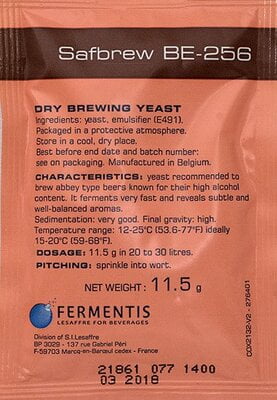 Safbrew BE-256
DRY BREWING YEAST
Ingredients: yeast, emulsifier (E491).
Packaged in a protective atmosphere.
Store in a cool, dry place.
Best before end date and batch number:
see on packaging. Manufactured in Belgium.
CHARACTERISTICS: yeast recommended to
brew abbey type beers known for their high alcohol
content. It ferments very fast and reveals subtle and
well-balanced aromas.
Sedimentation: very good. Final gravity: high.
Temperature range: 12-25°C (53.6-77°F) ideally
15-20°C (59-68°F).
DOSAGE: 11.5 g in 20 to 30 litres.
PITCHING: sprinkle into wort.
NET WEIGHT: 11.5 g
FERMENTIS
LESAFFRE FOR BEVERAGES
Division of S.I.Lesaffre
BP 3029 - 137 rue Gabriel Péri
F-59703 Marcq-en-Barœul cedex - France
COX2132-V2 - 276401
21861 077 1400
03 2018